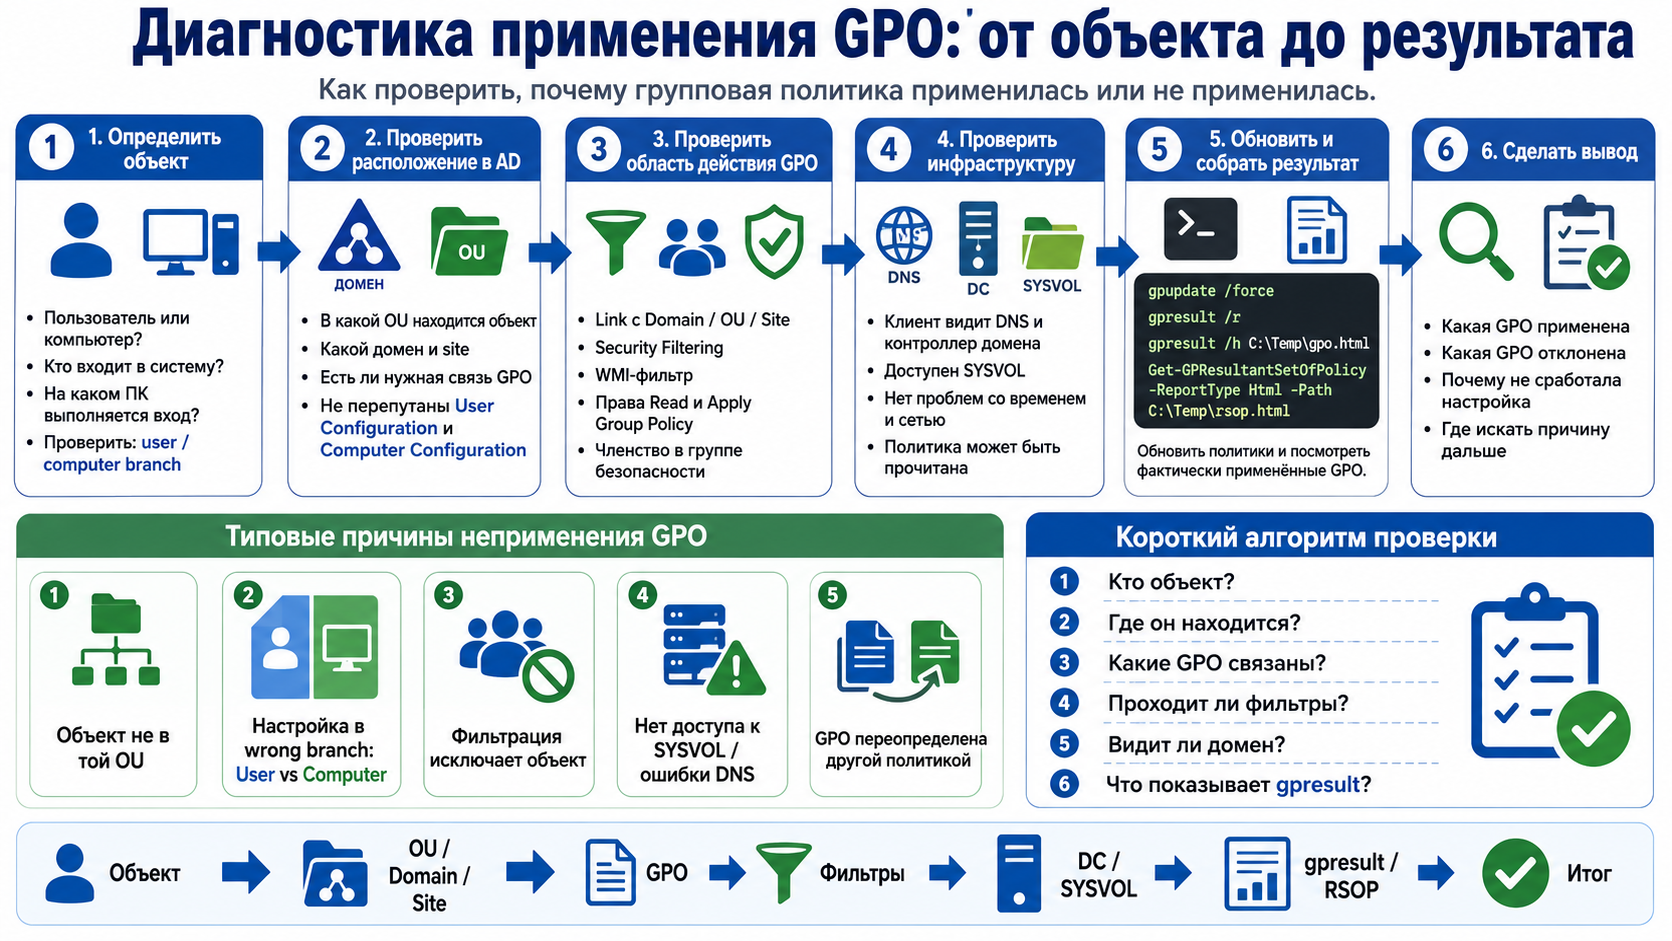 Диагностика применения GPO: от объекта до результата
Как проверить, почему групповая политика применилась или не применилась.
1
1. Определить
объект
• Пользователь или
компьютер?
• Кто входит в систему?
• На каком ПК
выполняется вход?
• Проверить: user /
computer branch
2
2. Проверить
расположение в AD
ДОМЕН
OU
• В какой OU находится объект
• Какой домен и site
• Есть ли нужная связь GPO
• Не перепутаны User
Configuration и
Computer Configuration
3
3. Проверить
область действия GPO
• Link с Domain / OU / Site
• Security Filtering
• WMI-фильтр
• Права Read и Apply
Group Policy
• Членство в группе
безопасности
4
4. Проверить
инфраструктуру
DNS
DC
SYSVOL
• Клиент видит DNS и
контроллер домена
• Доступен SYSVOL
• Нет проблем со временем
и сетью
• Политика может быть
прочитана
5
5. Обновить и
собрать результат
>_
gpupdate /force
gpresult /r
gpresult /h C:\Temp\gpo.html
Get-GPResultantSetOfPolicy
-ReportType Html -Path
C:\Temp\rsop.html
Обновить политики и посмотреть
фактически применённые GPO.
6
6. Сделать вывод
• Какая GPO применена
• Какая GPO отклонена
• Почему не сработала
настройка
• Где искать причину
дальше
Типовые причины неприменения GPO
1
Объект не в
той OU
2
Настройка в
wrong branch:
User vs Computer
3
Фильтрация
исключает объект
4
Нет доступа к
SYSVOL /
ошибки DNS
5
GPO переопределена
другой политикой
Короткий алгоритм проверки
1 Кто объект?
2 Где он находится?
3 Какие GPO связаны?
4 Проходит ли фильтры?
5 Видит ли домен?
6 Что показывает gpresult?
Объект
OU /
Domain /
Site
GPO
Фильтры
DC /
SYSVOL
gpresult /
RSOP
Итог